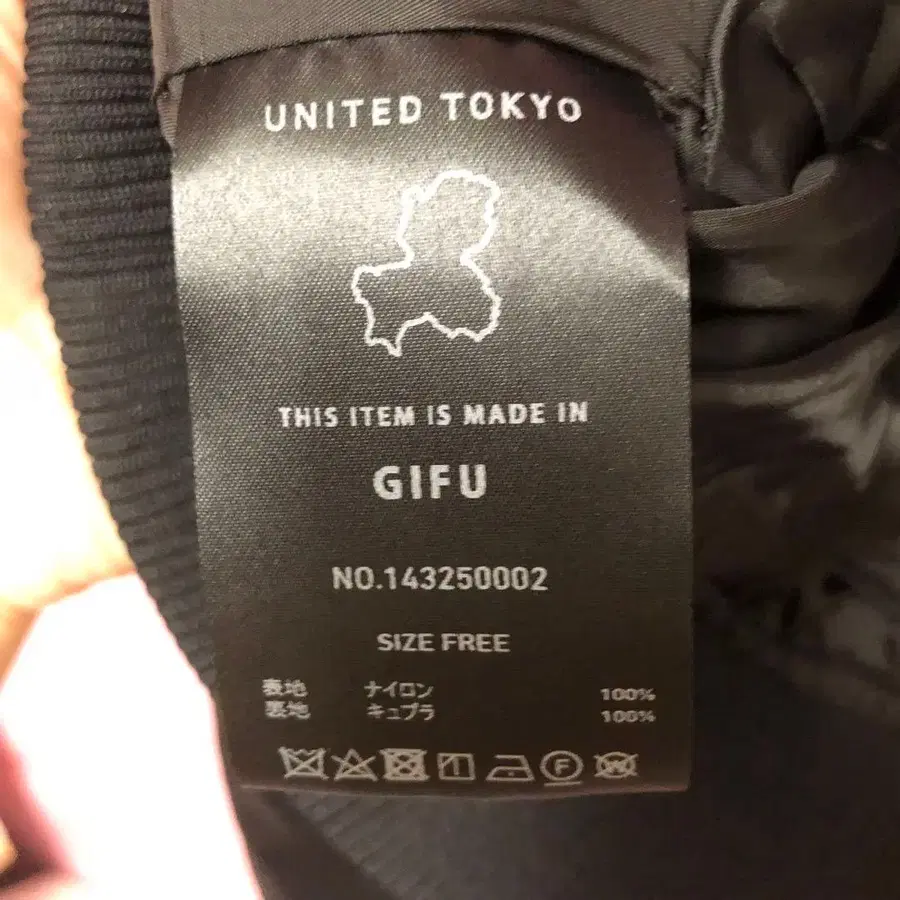 UNITED TOKYO
THIS ITEM IS MADE IN
GIFU
NO.143250002
SIZE FREE
表地 ナイロン 100%
裏地 キュプラ 100%
F
W